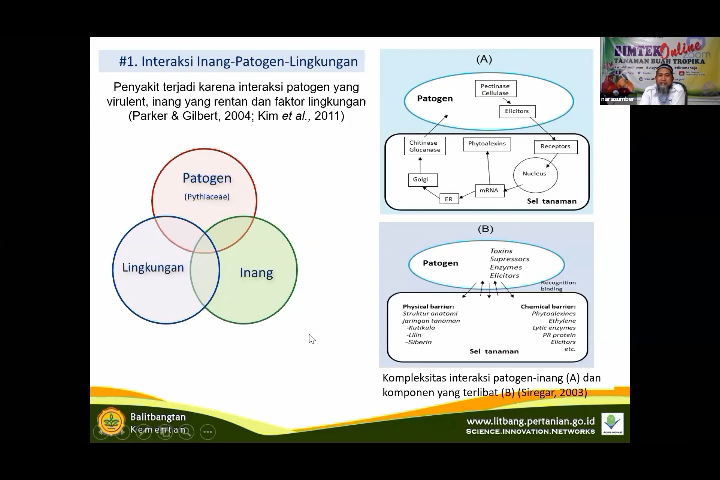 #1. Interaksi Inang-Patogen-Lingkungan
Penyakit terjadi karena interaksi patogen yang
virulent, inang yang rentan dan faktor lingkungan
(Parker & Gilbert, 2004; Kim et al., 2011)
Patogen
(Pythiaceae)
Lingkungan
Inang
(A)
Patogen
Pectinase
Cellulase
Elicitors
Chitinase
Glucanase
Phytoalexins
Receptors
Golgi
Nucleus
ER
mRNA
Sel tanaman
(B)
Patogen
Toxins
Supressors
Enzymes
Elicitors
Recognition
binding
Physical barrier:
Struktur anatomi
jaringan tanaman
-Kutikula
-Lilin
-Siberin
Chemical barrier:
Phytoalexines
Ethylene
Lytic enzymes
PR protein
Elicitors
etc.
Sel tanaman
Kompleksitas interaksi patogen-inang (A) dan
komponen yang terlibat (B) (Siregar, 2003)
Balitbangtan
Kementan
www.litbang.pertanian.go.id
SCIENCE.INNOVATION.NETWORKS
BIMTEK Online
TANAMAN BUAH TROPIKA
narasumber